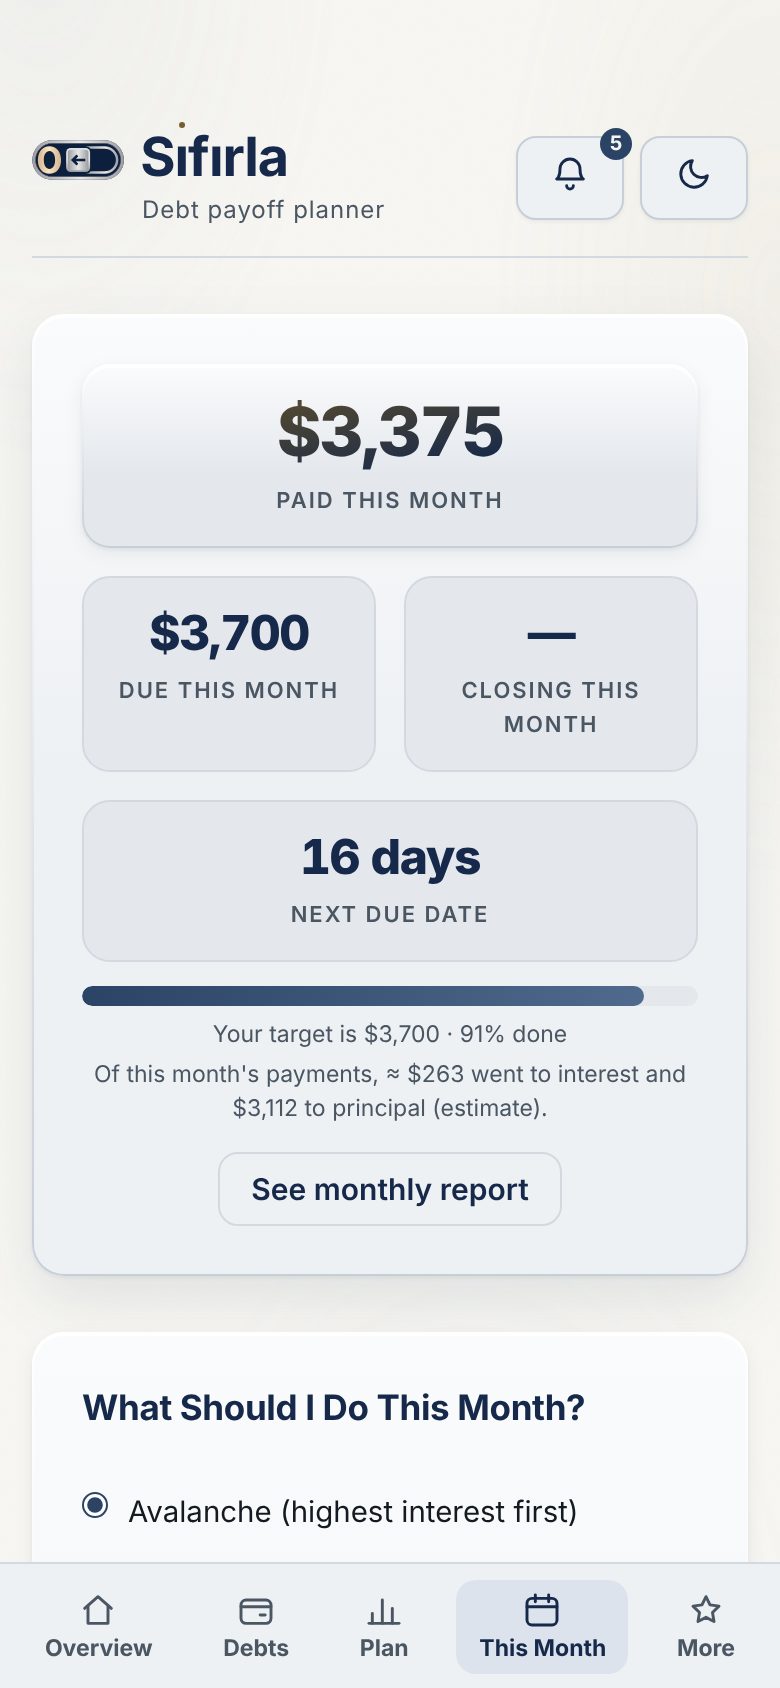 Sıfırla
Debt payoff planner
5
$3,375
PAID THIS MONTH
$3,700
DUE THIS MONTH
—
CLOSING THIS
MONTH
16 days
NEXT DUE DATE
Your target is $3,700 · 91% done
Of this month's payments, ≈ $263 went to interest and
$3,112 to principal (estimate).
See monthly report
What Should I Do This Month?
Avalanche (highest interest first)
Overview
Debts
Plan
This Month
More